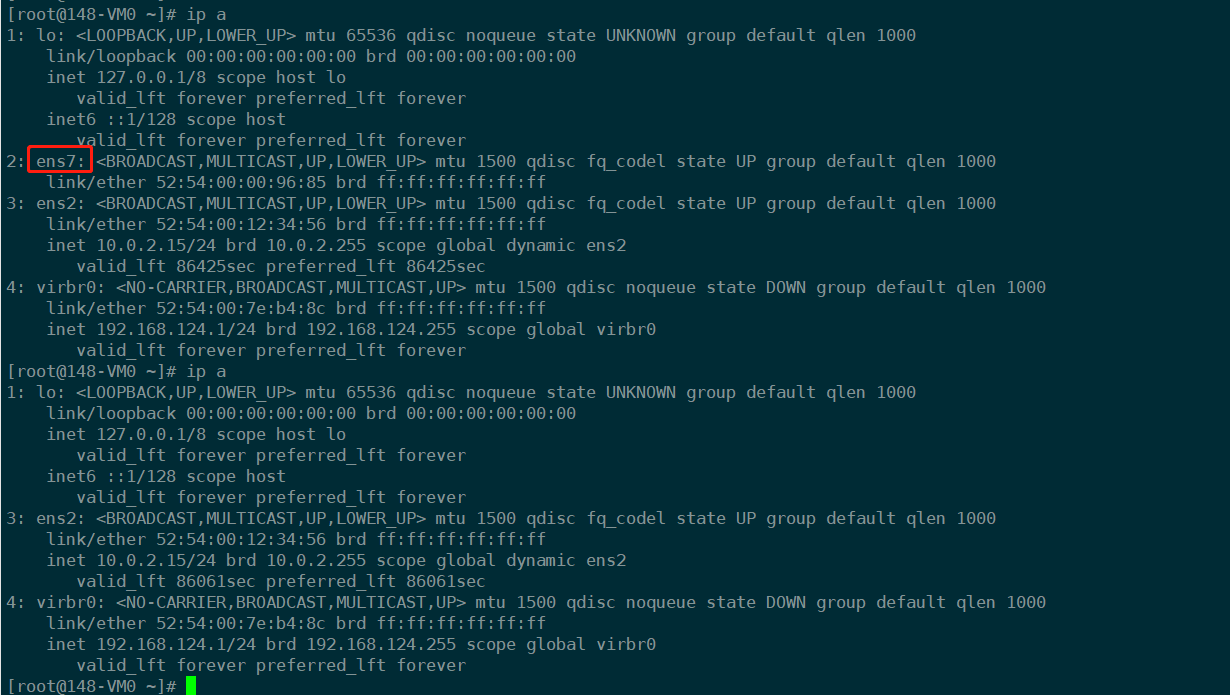 [root@148-VM0 ~]# ip a
1: lo: <LOOPBACK,UP,LOWER_UP> mtu 65536 qdisc noqueue state UNKNOWN group default qlen 1000
    link/loopback 00:00:00:00:00:00 brd 00:00:00:00:00:00
    inet 127.0.0.1/8 scope host lo
       valid_lft forever preferred_lft forever
    inet6 ::1/128 scope host
       valid_lft forever preferred_lft forever
2: ens7: <BROADCAST,MULTICAST,UP,LOWER_UP> mtu 1500 qdisc fq_codel state UP group default qlen 1000
    link/ether 52:54:00:00:96:85 brd ff:ff:ff:ff:ff:ff
3: ens2: <BROADCAST,MULTICAST,UP,LOWER_UP> mtu 1500 qdisc fq_codel state UP group default qlen 1000
    link/ether 52:54:00:12:34:56 brd ff:ff:ff:ff:ff:ff
    inet 10.0.2.15/24 brd 10.0.2.255 scope global dynamic ens2
       valid_lft 86425sec preferred_lft 86425sec
4: virbr0: <NO-CARRIER,BROADCAST,MULTICAST,UP> mtu 1500 qdisc noqueue state DOWN group default qlen 1000
    link/ether 52:54:00:7e:b4:8c brd ff:ff:ff:ff:ff:ff
    inet 192.168.124.1/24 brd 192.168.124.255 scope global virbr0
       valid_lft forever preferred_lft forever
[root@148-VM0 ~]# ip a
1: lo: <LOOPBACK,UP,LOWER_UP> mtu 65536 qdisc noqueue state UNKNOWN group default qlen 1000
    link/loopback 00:00:00:00:00:00 brd 00:00:00:00:00:00
    inet 127.0.0.1/8 scope host lo
       valid_lft forever preferred_lft forever
    inet6 ::1/128 scope host
       valid_lft forever preferred_lft forever
3: ens2: <BROADCAST,MULTICAST,UP,LOWER_UP> mtu 1500 qdisc fq_codel state UP group default qlen 1000
    link/ether 52:54:00:12:34:56 brd ff:ff:ff:ff:ff:ff
    inet 10.0.2.15/24 brd 10.0.2.255 scope global dynamic ens2
       valid_lft 86061sec preferred_lft 86061sec
4: virbr0: <NO-CARRIER,BROADCAST,MULTICAST,UP> mtu 1500 qdisc noqueue state DOWN group default qlen 1000
    link/ether 52:54:00:7e:b4:8c brd ff:ff:ff:ff:ff:ff
    inet 192.168.124.1/24 brd 192.168.124.255 scope global virbr0
       valid_lft forever preferred_lft forever
[root@148-VM0 ~]#